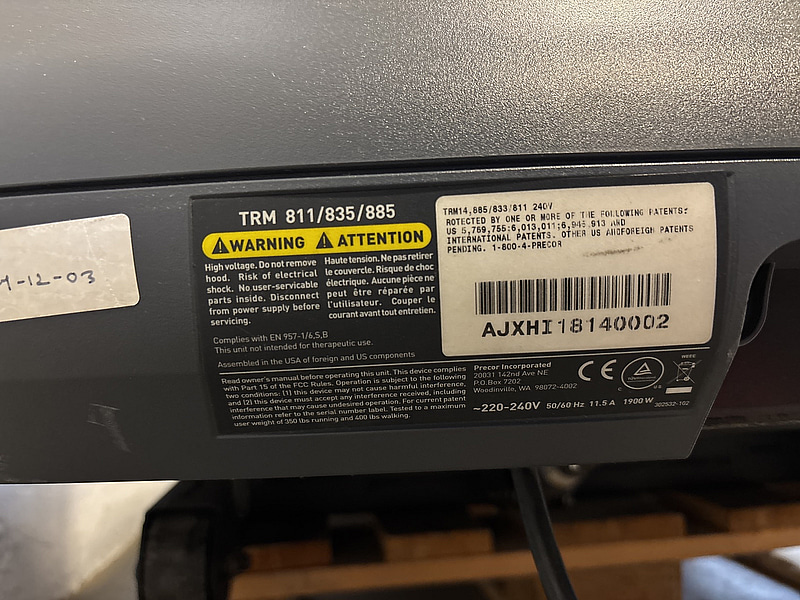 -12-03
TRM 811/835/885
WARNING ATTENTION
High voltage. Do not remove
hood. Risk of electrical
shock. No user-servicable
parts inside. Disconnect
from power supply before
servicing.
Haute tension. Ne pas retirer
le couvercle. Risque de choc
électrique. Aucune pièce ne
peut être réparée par
l'utilisateur. Couper le
courant avant tout entretien.
Complies with EN 957-1/6,S,B
This unit not intended for therapeutic use.
Assembled in the USA of foreign and US components
Read owner's manual before operating this unit. This device complies
with Part 15 of the FCC Rules. Operation is subject to the following
two conditions: (1) this device may not cause harmful interference,
and (2) this device must accept any interference received, including
interference that may cause undesired operation. For current patent
information refer to the serial number label. Tested to a maximum
user weight of 350 lbs running and 400 lbs walking.
TRM14,885/833/811 240V
ROTECTED BY ONE OR MORE OF THE FOLLOWING PATENTS:
US 5,759,755;6,013,011;6,945,913 AND
INTERNATIONAL PATENTS. OTHER US ANDFOREIGN PATENTS
PENDING. 1-800-4-PRECOR
AJXHI18140002
Precor Incorporated
20031 142nd Ave NE
P.O.Box 7202
Woodinville, WA 98072-4002
CE
C US
WEEE
~220-240V 50/60 Hz 11.5 A 1900 W 302532-102